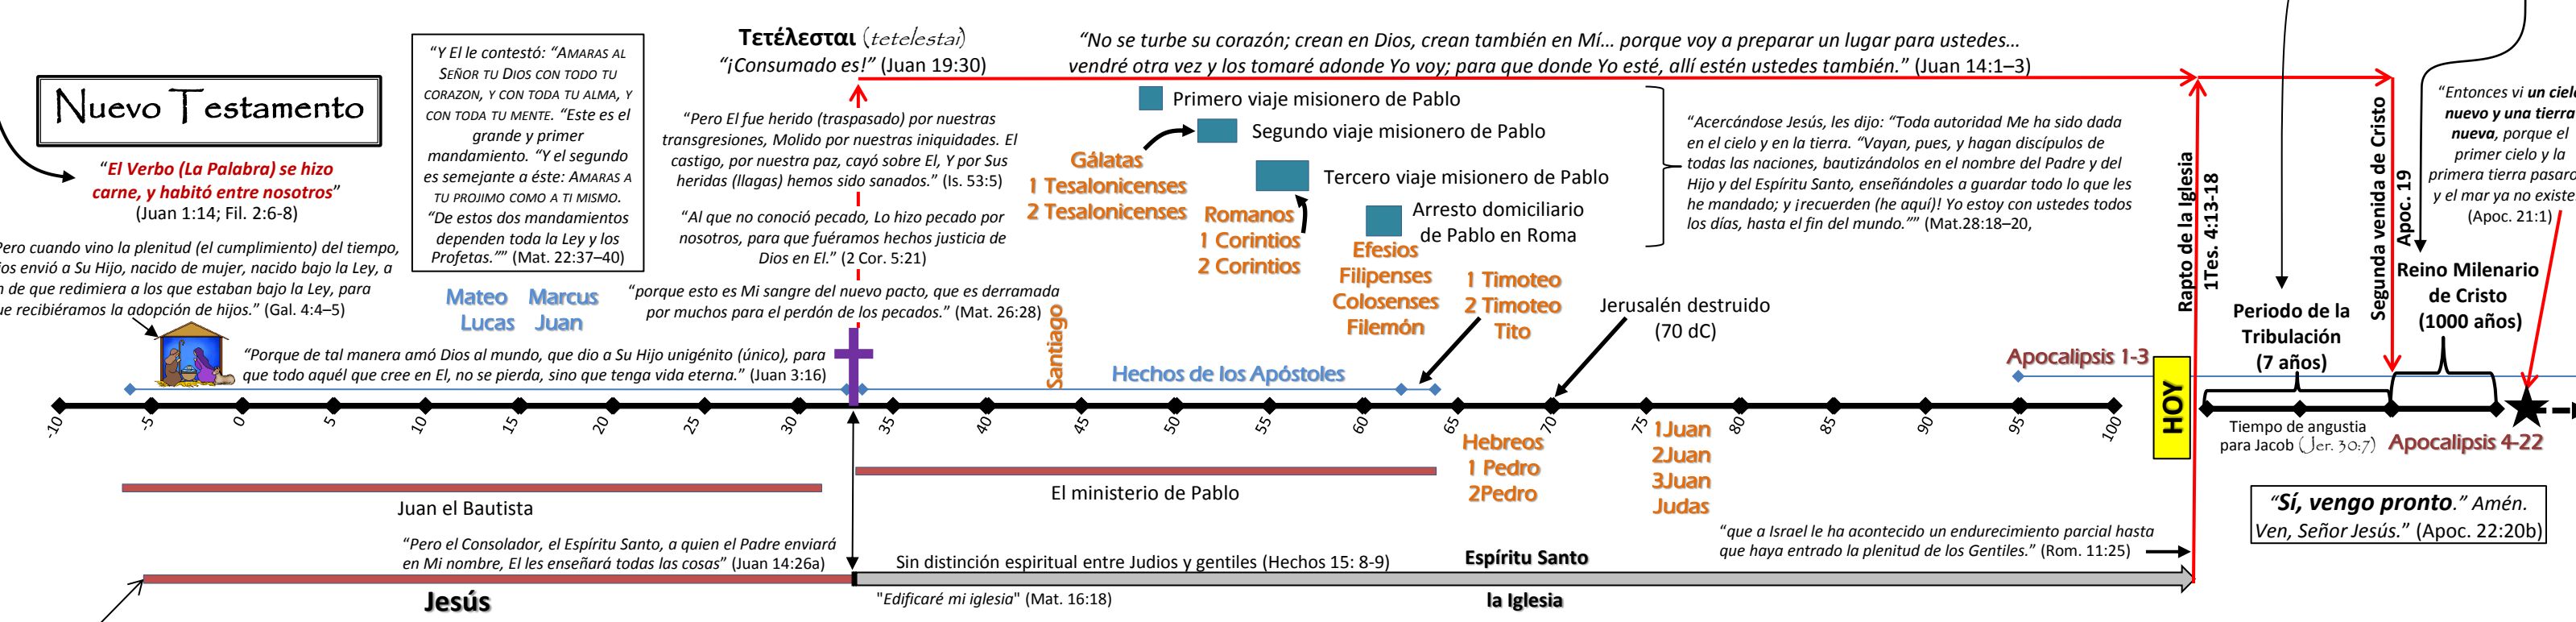 Nuevo Testamento
“El Verbo (La Palabra) se hizo
carne, y habitó entre nosotros”
(Juan 1:14; Fil. 2:6-8)
Pero cuando vino la plenitud (el cumplimiento) del tiempo,
ios envió a Su Hijo, nacido de mujer, nacido bajo la Ley, a
n de que redimiera a los que estaban bajo la Ley, para
ue recibiéramos la adopción de hijos.” (Gal. 4:4–5)
“Y El le contestó: “AMARAS AL
SEÑOR TU DIOS CON TODO TU
CORAZON, Y CON TODA TU ALMA, Y
CON TODA TU MENTE. “Este es el
grande y primer
mandamiento. “Y el segundo
es semejante a éste: AMARAS A
TU PROJIMO COMO A TI MISMO.
“De estos dos mandamientos
dependen toda la Ley y los
Profetas.”” (Mat. 22:37–40)
Mateo Marcus
Lucas Juan
“Porque de tal manera amó Dios al mundo, que dio a Su Hijo unigénito (único), para
que todo aquél que cree en El, no se pierda, sino que tenga vida eterna.” (Juan 3:16)
Τετέλεσται (tetelestai)
“¡Consumado es!” (Juan 19:30)
“Pero El fue herido (traspasado) por nuestras
transgresiones, Molido por nuestras iniquidades. El
castigo, por nuestra paz, cayó sobre El, Y por Sus
heridas (llagas) hemos sido sanados.” (Is. 53:5)
“Al que no conoció pecado, Lo hizo pecado por
nosotros, para que fuéramos hechos justicia de
Dios en El.” (2 Cor. 5:21)
“porque esto es Mi sangre del nuevo pacto, que es derramada
por muchos para el perdón de los pecados.” (Mat. 26:28)
“No se turbe su corazón; crean en Dios, crean también en Mí… porque voy a preparar un lugar para ustedes…
vendré otra vez y los tomaré adonde Yo voy; para que donde Yo esté, allí estén ustedes también.” (Juan 14:1–3)
Primero viaje misionero de Pablo
Segundo viaje misionero de Pablo
Gálatas
1 Tesalonicenses
2 Tesalonicenses
Tercero viaje misionero de Pablo
Romanos
1 Corintios
2 Corintios
Arresto domiciliario
de Pablo en Roma
Efesios
Filipenses
Colosenses
Filemón
1 Timoteo
2 Timoteo
Tito
Santiago
Hechos de los Apóstoles
Jerusalén destruido
(70 dC)
“Acercándose Jesús, les dijo: “Toda autoridad Me ha sido dada
en el cielo y en la tierra. “Vayan, pues, y hagan discípulos de
todas las naciones, bautizándolos en el nombre del Padre y del
Hijo y del Espíritu Santo, enseñándoles a guardar todo lo que les
he mandado; y ¡recuerden (he aquí)! Yo estoy con ustedes todos
los días, hasta el fin del mundo.”” (Mat.28:18–20,
Apocalipsis 1-3
HOY
Rapto de la Iglesia
1Tes. 4:13-18
Segunda venida de Cristo
Apoc. 19
Periodo de la
Tribulación
(7 años)
Reino Milenario
de Cristo
(1000 años)
“Entonces vi un cielo
nuevo y una tierra
nueva, porque el
primer cielo y la
primera tierra pasaro
y el mar ya no existe.
(Apoc. 21:1)
-10 -5 0 5 10 15 20 25 30 35 40 45 50 55 60 65 70 75 80 85 90 95 100
Tiempo de angustia
para Jacob (Jer. 30:7)
Apocalipsis 4-22
Hebreos
1 Pedro
2Pedro
1Juan
2Juan
3Juan
Judas
Juan el Bautista
El ministerio de Pablo
“Pero el Consolador, el Espíritu Santo, a quien el Padre enviará
en Mi nombre, El les enseñará todas las cosas” (Juan 14:26a)
Jesús
Sin distinción espiritual entre Judios y gentiles (Hechos 15: 8-9)
Espíritu Santo
"Edificaré mi iglesia" (Mat. 16:18)
la Iglesia
“que a Israel le ha acontecido un endurecimiento parcial hasta
que haya entrado la plenitud de los Gentiles.” (Rom. 11:25)
“Sí, vengo pronto.” Amén.
Ven, Señor Jesús.” (Apoc. 22:20b)